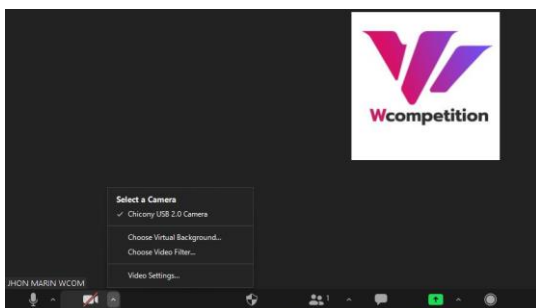 Wcompetition
Select a Camera
✓ Chicony USB 2.0 Camera
Choose Virtual Background...
Choose Video Filter...
Video Settings...
JHON MARIN WCOM
1